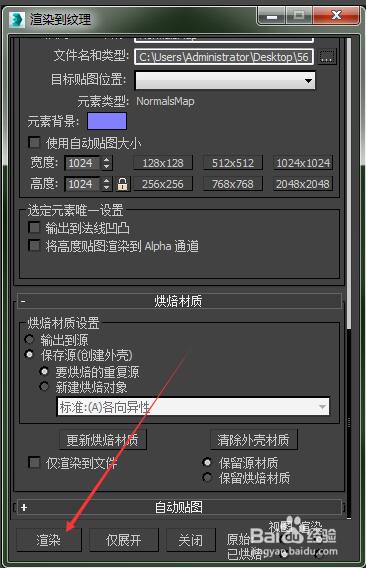 渲染到纹理
文件名和类型: C:\Users\Administrator\Desktop\56 ...
目标贴图位置:
元素类型: NormalsMap
元素背景:
使用自动贴图大小
宽度: 1024 128x128 512x512 1024x1024
高度: 1024 256x256 768x768 2048x2048
选定元素唯一设置
输出到法线凹凸
将高度贴图渲染到 Alpha 通道
- 烘焙材质
烘焙材质设置
输出到源
保存源(创建外壳)
要烘焙的重复源
新建烘焙对象
标准:(A)各向异性
更新烘焙材质 清除外壳材质
仅渲染到文件 保留源材质
保留烘焙材质
+ 自动贴图
视图 渲染
渲染 仅展开 关闭 原始
已烘焙
Baidu 经验
jingyan.baidu.com